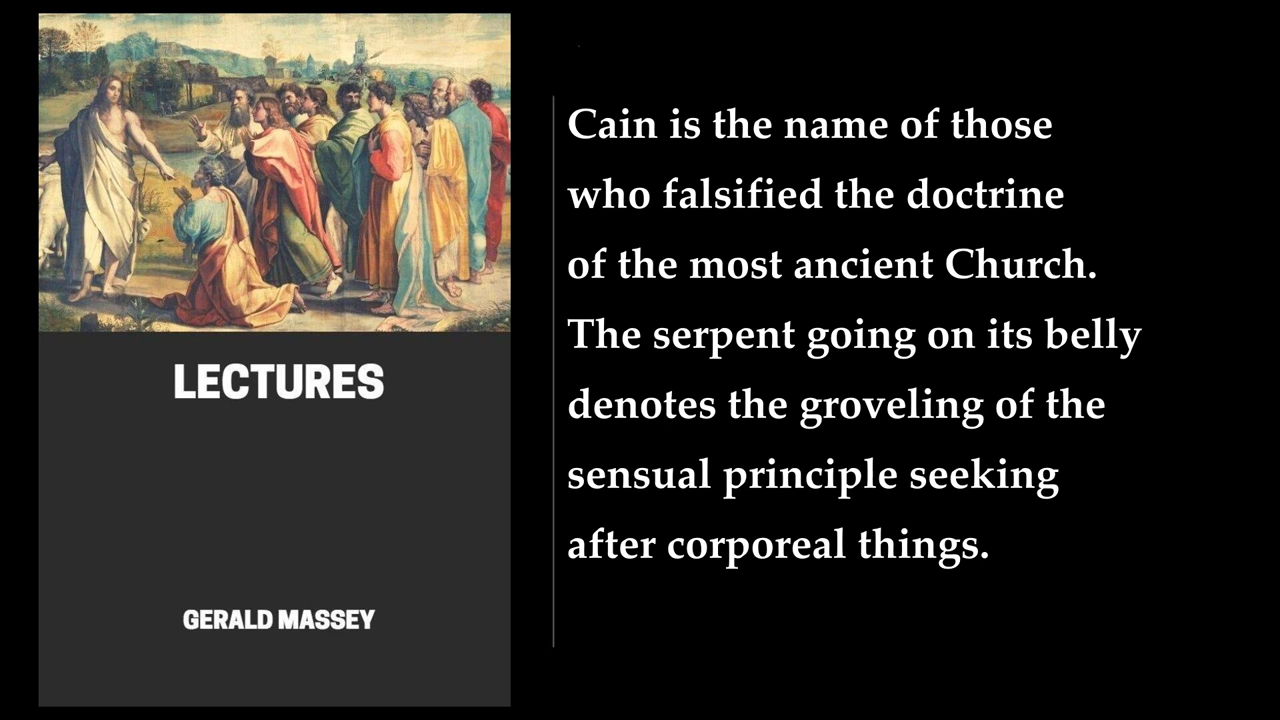 LECTURES
GERALD MASSEY
Cain is the name of those
who falsified the doctrine
of the most ancient Church.
The serpent going on its belly
denotes the groveling of the
sensual principle seeking
after corporeal things.